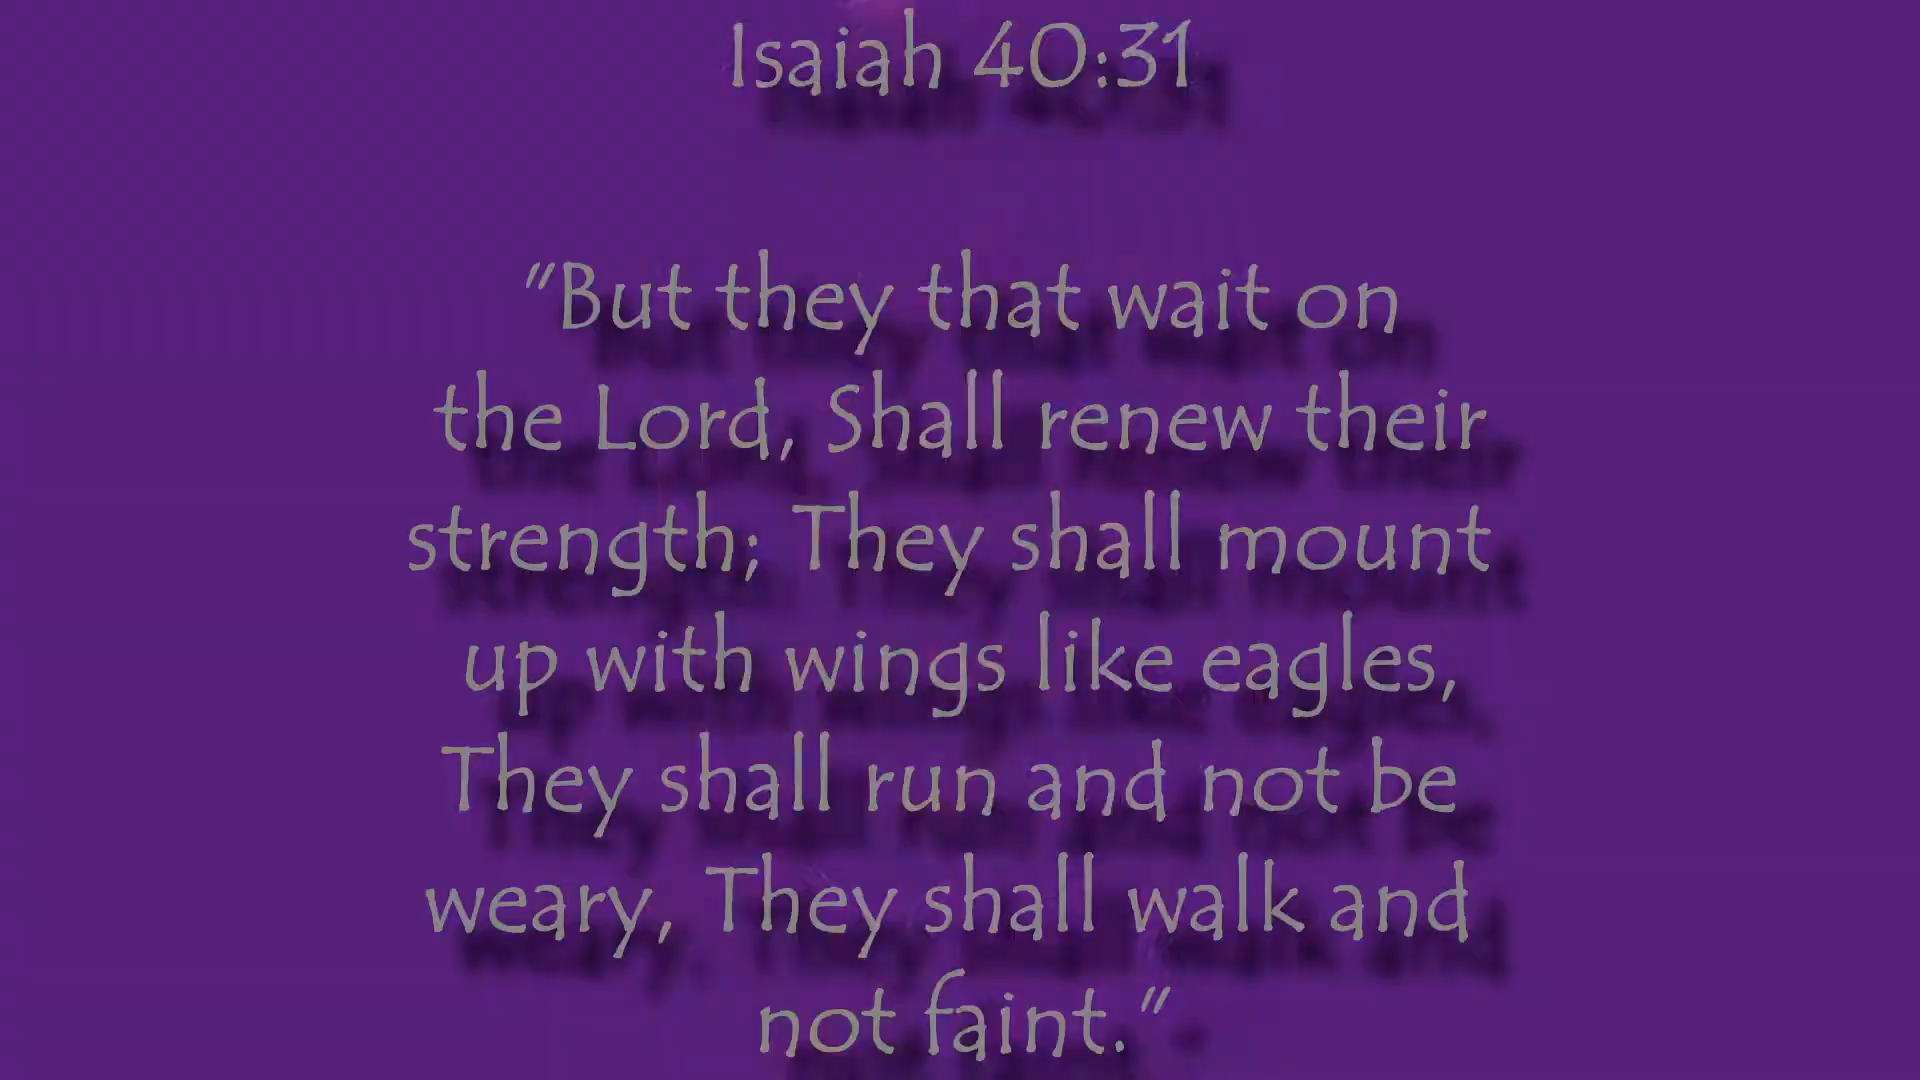 Isaiah 40:31
"But they that wait on
the Lord, Shall renew their
strength; They shall mount
up with wings like eagles,
They shall run and not be
weary, They shall walk and
not faint."